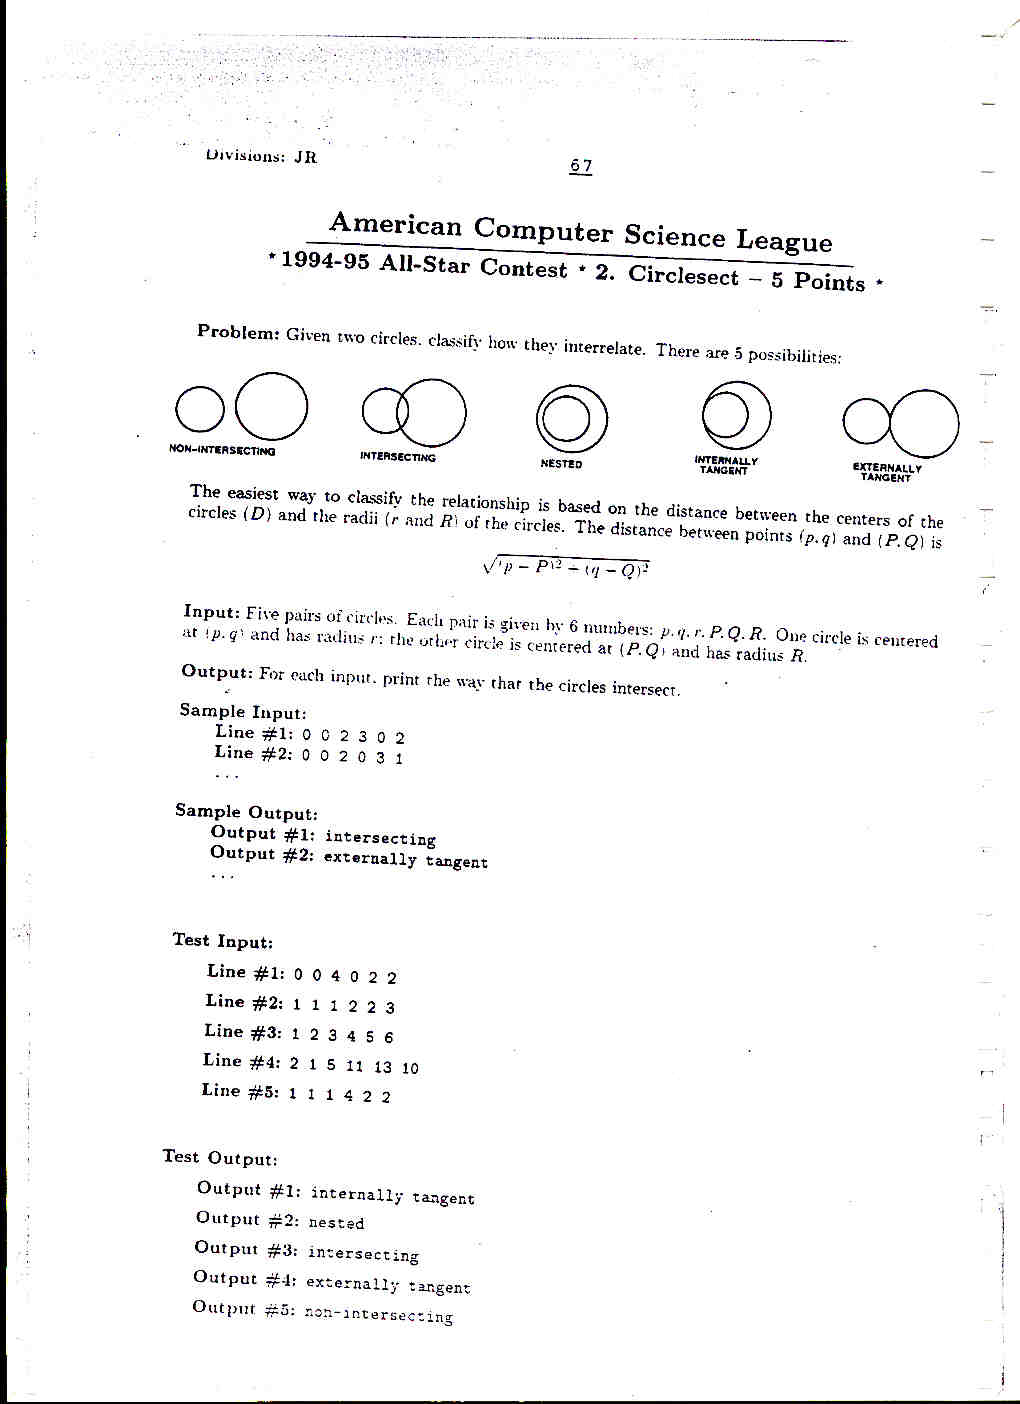 Divisions: JR
67
American Computer Science League
* 1994-95 All-Star Contest * 2. Circlesect – 5 Points *
Problem: Given two circles. classify how they interrelate. There are 5 possibilities:
NON-INTERSECTING
INTERSECTING
NESTED
INTERNALLY
TANGENT
EXTERNALLY
TANGENT
The easiest way to classify the relationship is based on the distance between the centers of the
circles (D) and the radii (r and R) of the circles. The distance between points (p.q) and (P.Q) is
√(p – P)² – (q – Q)²
Input: Five pairs of circles. Each pair is given by 6 numbers: p. q. r. P. Q. R. One circle is centered
at (p. q) and has radius r: the other circle is centered at (P. Q) and has radius R.
Output: For each input. print the way that the circles intersect.
Sample Input:
Line #1: 0 0 2 3 0 2
Line #2: 0 0 2 0 3 1
. . .
Sample Output:
Output #1: intersecting
Output #2: externally tangent
. . .
Test Input:
Line #1: 0 0 4 0 2 2
Line #2: 1 1 1 2 2 3
Line #3: 1 2 3 4 5 6
Line #4: 2 1 5 11 13 10
Line #5: 1 1 1 4 2 2
Test Output:
Output #1: internally tangent
Output #2: nested
Output #3: intersecting
Output #4: externally tangent
Output #5: non-intersecting